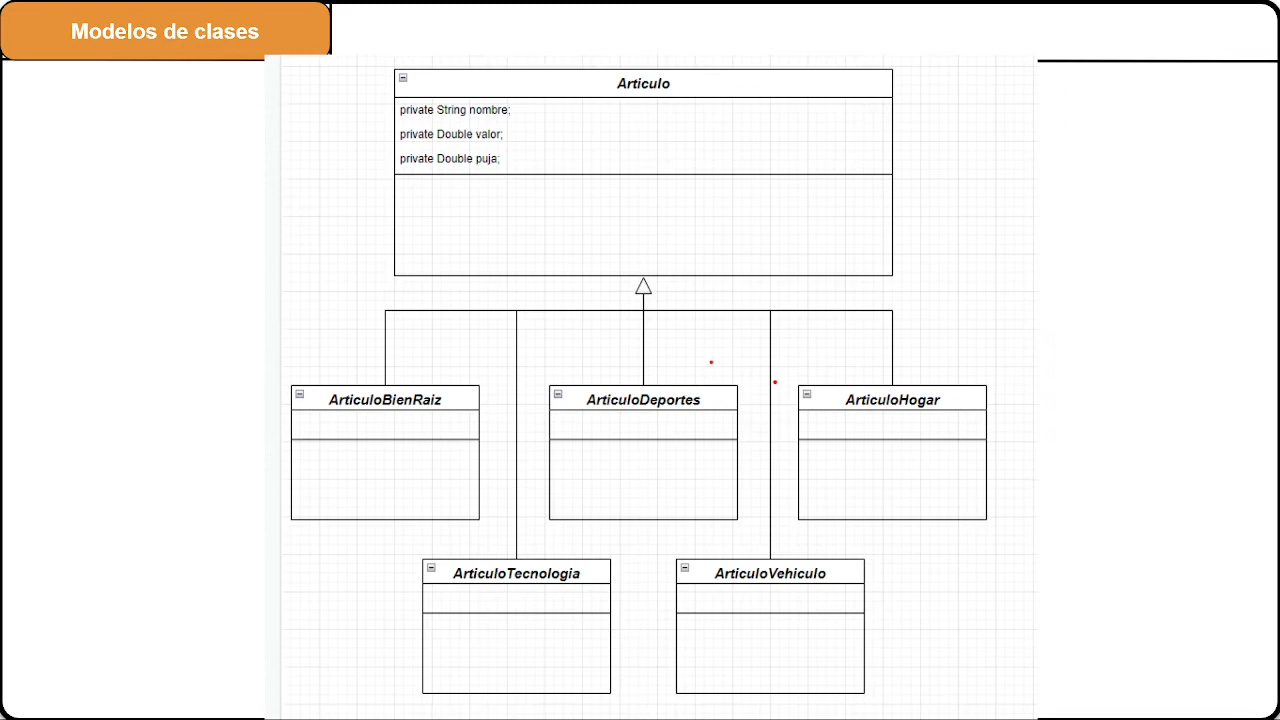 Modelos de clases
Articulo
private String nombre;
private Double valor;
private Double puja;
ArticuloBienRaiz
ArticuloDeportes
ArticuloHogar
ArticuloTecnologia
ArticuloVehiculo